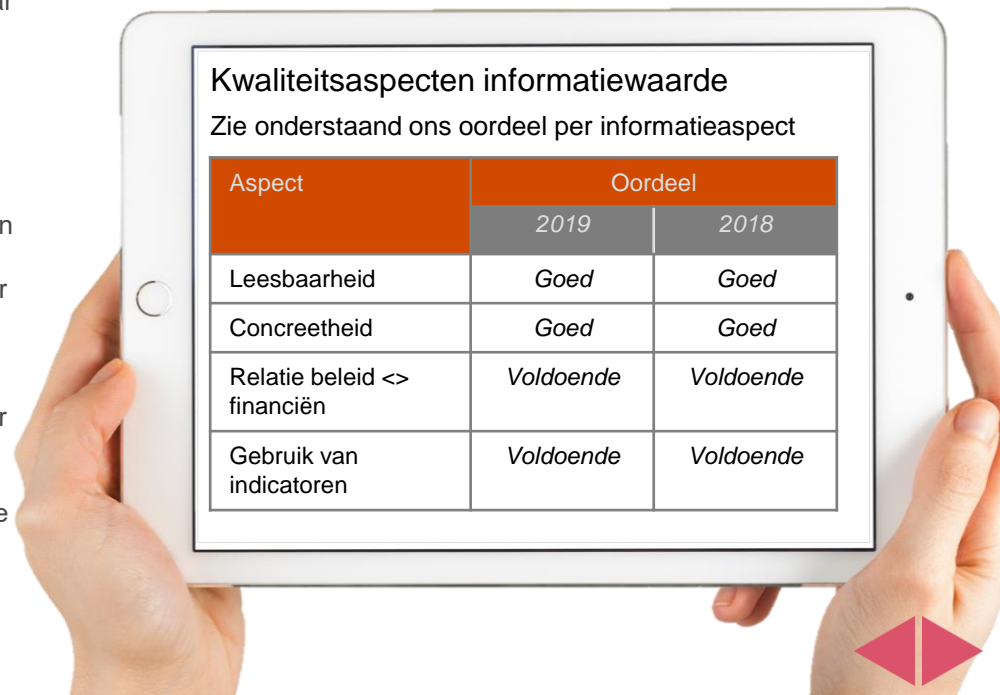 Kwaliteitsaspecten informatiewaarde
Zie onderstaand ons oordeel per informatieaspect
Aspect Oordeel
2019 2018
Leesbaarheid Goed Goed
Concreetheid Goed Goed
Relatie beleid <> Voldoende Voldoende
financiën
Gebruik van Voldoende Voldoende
indicatoren